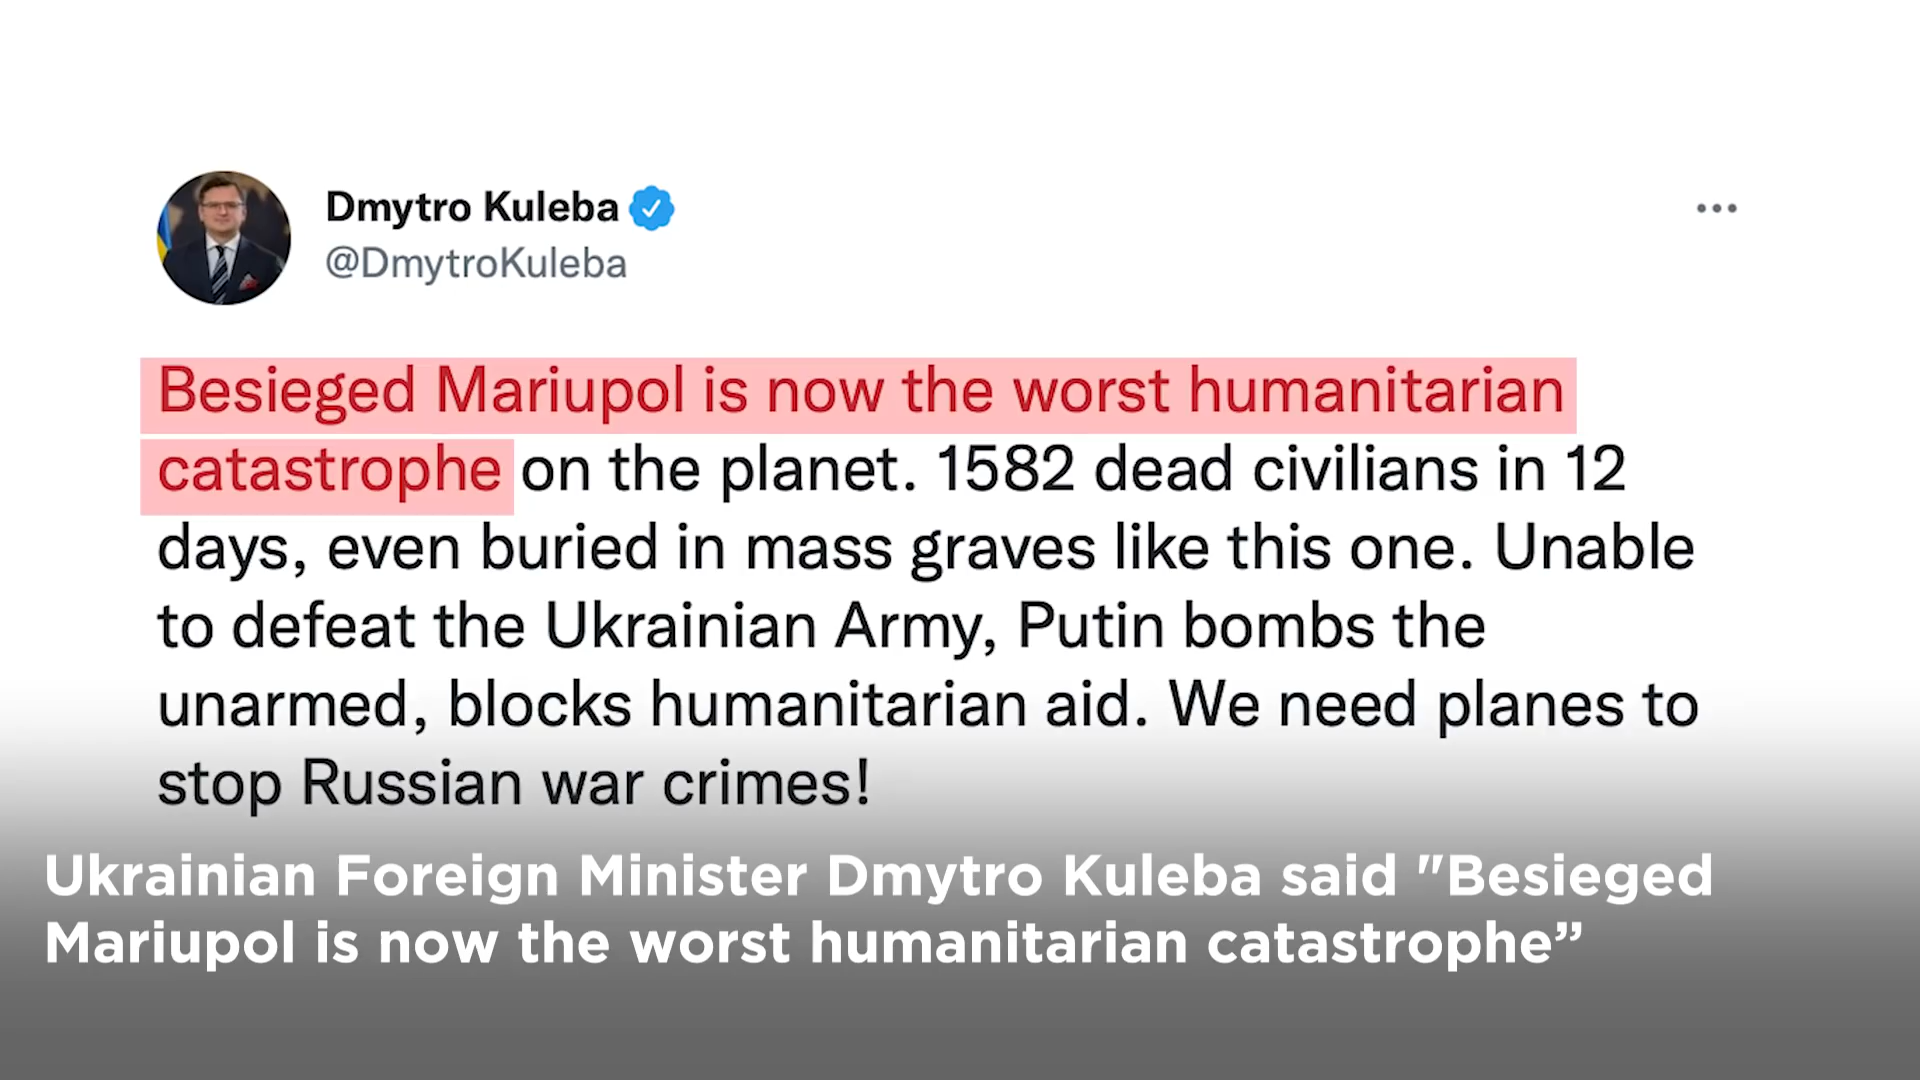 Dmytro Kuleba
@DmytroKuleba
Besieged Mariupol is now the worst humanitarian
catastrophe on the planet. 1582 dead civilians in 12
days, even buried in mass graves like this one. Unable
to defeat the Ukrainian Army, Putin bombs the
unarmed, blocks humanitarian aid. We need planes to
stop Russian war crimes!
Ukrainian Foreign Minister Dmytro Kuleba said "Besieged
Mariupol is now the worst humanitarian catastrophe”